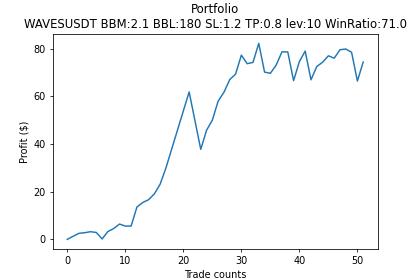 Portfolio
WAVESUSDT BBM:2.1 BBL:180 SL:1.2 TP:0.8 lev:10 WinRatio:71.0
80
60
40
20
0
Profit ($)
0 10 20 30 40 50
Trade counts